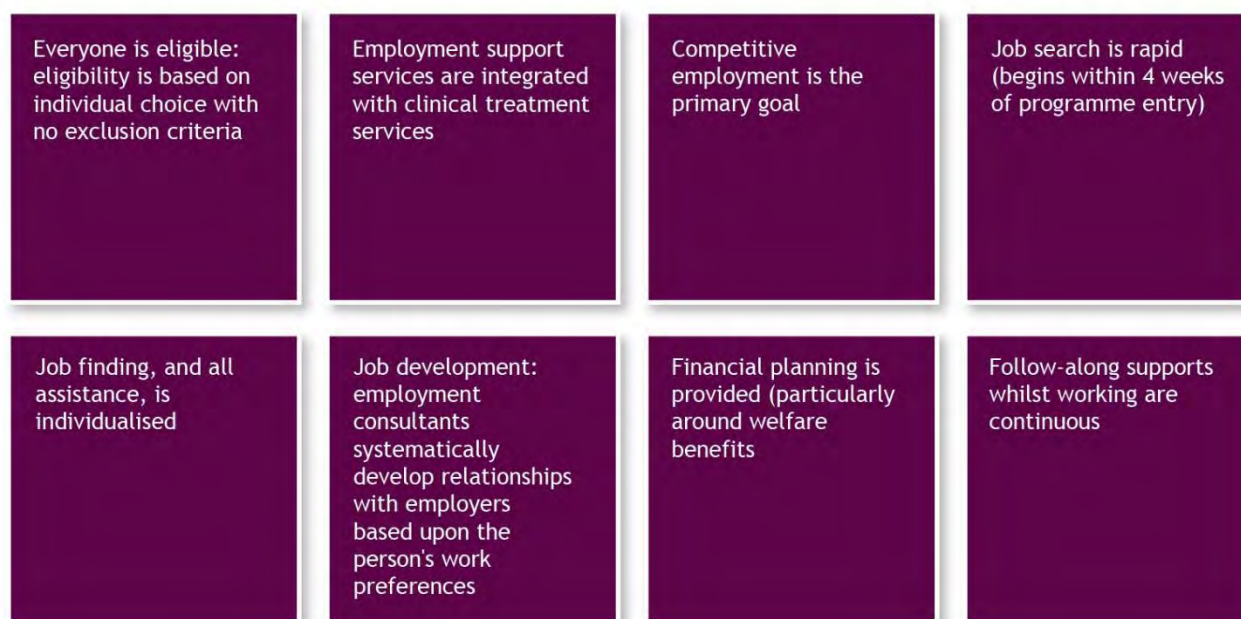 Everyone is eligible:
eligibility is based on
individual choice with
no exclusion criteria
Employment support
services are integrated
with clinical treatment
services
Competitive
employment is the
primary goal
Job search is rapid
(begins within 4 weeks
of programme entry)
Job finding, and all
assistance, is
individualised
Job development:
employment
consultants
systematically
develop relationships
with employers
based upon the
person's work
preferences
Financial planning is
provided (particularly
around welfare
benefits
Follow-along supports
whilst working are
continuous